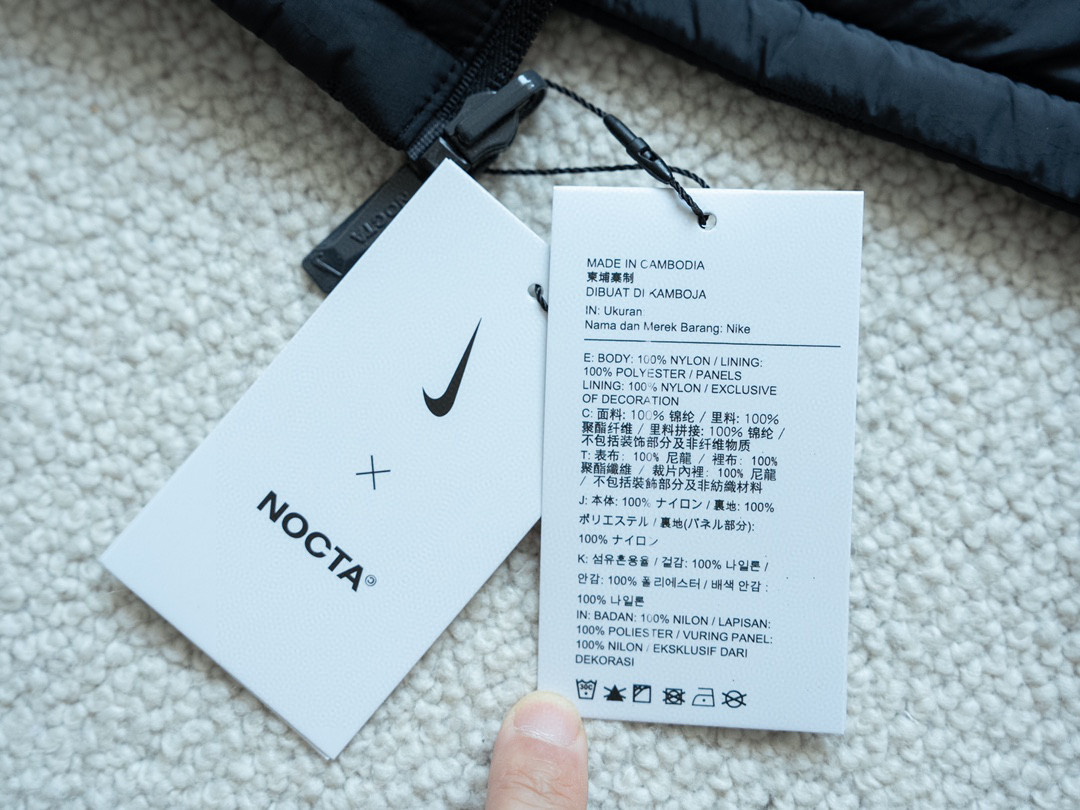 NOCTA
NOCTA©
MADE IN CAMBODIA
柬埔寨制
DIBUAT DI KAMBOJA
IN: Ukuran
Nama dan Merek Barang: Nike
E: BODY: 100% NYLON / LINING:
100% POLYESTER / PANELS
LINING: 100% NYLON / EXCLUSIVE
OF DECORATION
C: 面料: 100% 锦纶 / 里料: 100%
聚酯纤维 / 里料拼接: 100% 锦纶 /
不包括装饰部分及非纤维物质
T: 表布: 100% 尼龍 / 裡布: 100%
聚酯纖維 / 裁片內裡: 100% 尼龍
/ 不包括裝飾部分及非紡織材料
J: 本体: 100% ナイロン / 裏地: 100%
ポリエステル / 裏地(パネル部分):
100% ナイロン
K: 섬유혼용율 / 겉감: 100% 나일론 /
안감: 100% 폴리에스터 / 배색 안감 :
100% 나일론
IN: BADAN: 100% NILON / LAPISAN:
100% POLIESTER / VURING PANEL:
100% NILON / EKSKLUSIF DARI
DEKORASI
30C